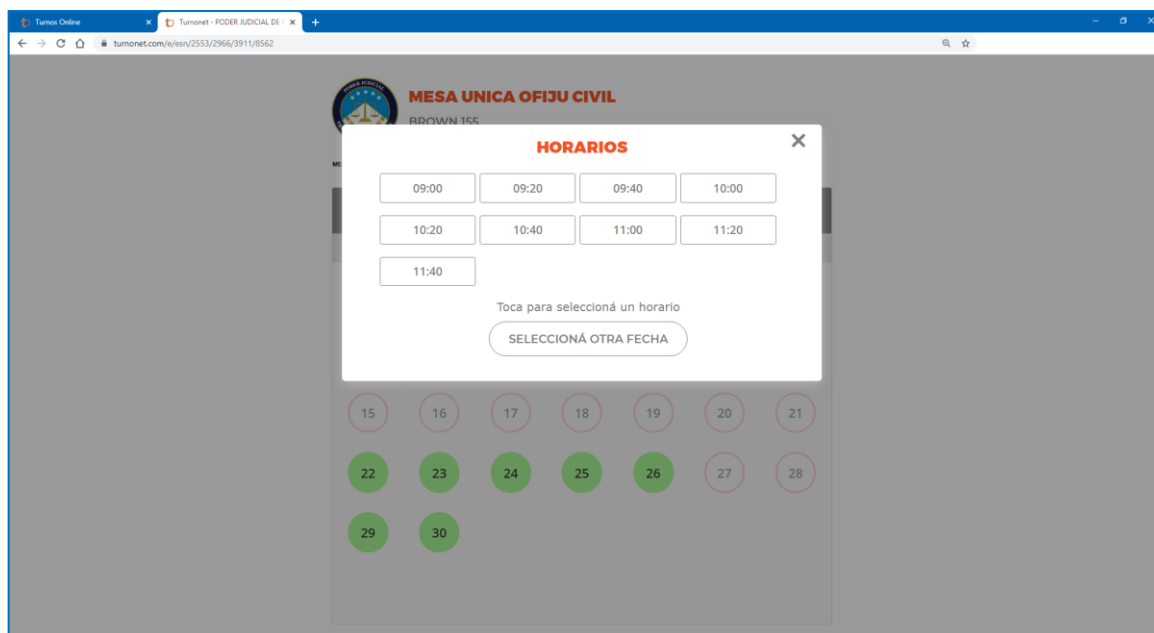 Turnos Online
Turnonet - PODER JUDICIAL DE
turnonet.com/e/esn/2553/2966/3911/8562
PODER JUDICIAL
MESA UNICA OFIJU CIVIL
BROWN 155
ME
HORARIOS
09:00 09:20 09:40 10:00
10:20 10:40 11:00 11:20
11:40
Toca para seleccioná un horario
SELECCIONÁ OTRA FECHA
15 16 17 18 19 20 21
22 23 24 25 26 27 28
29 30